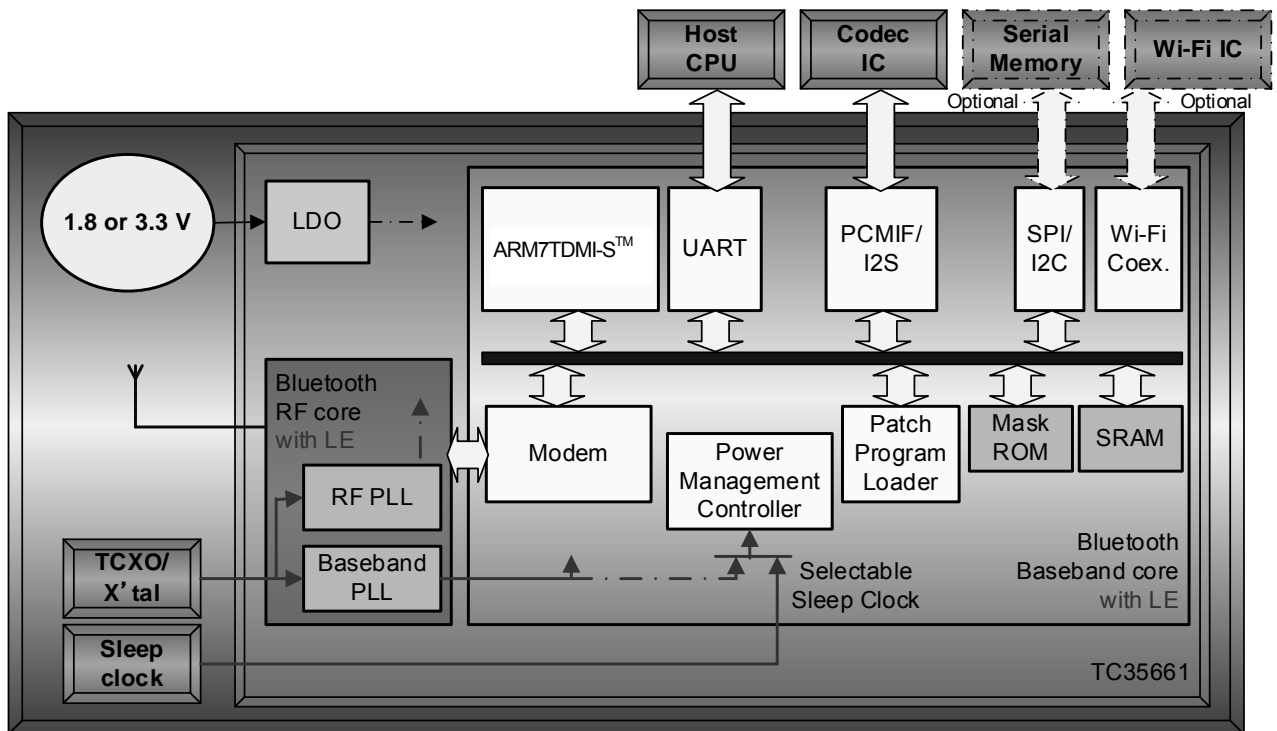 Host
CPU
Codec
IC
Serial
Memory
Wi-Fi IC
Optional
Optional
1.8 or 3.3 V
LDO
ARM7TDMI-S™
UART
PCMIF/
I2S
SPI/
I2C
Wi-Fi
Coex.
Bluetooth
RF core
with LE
Modem
Power
Management
Controller
Patch
Program
Loader
Mask
ROM
SRAM
RF PLL
Baseband
PLL
TCXO/
X’tal
Sleep
clock
Selectable
Sleep Clock
Bluetooth
Baseband core
with LE
TC35661